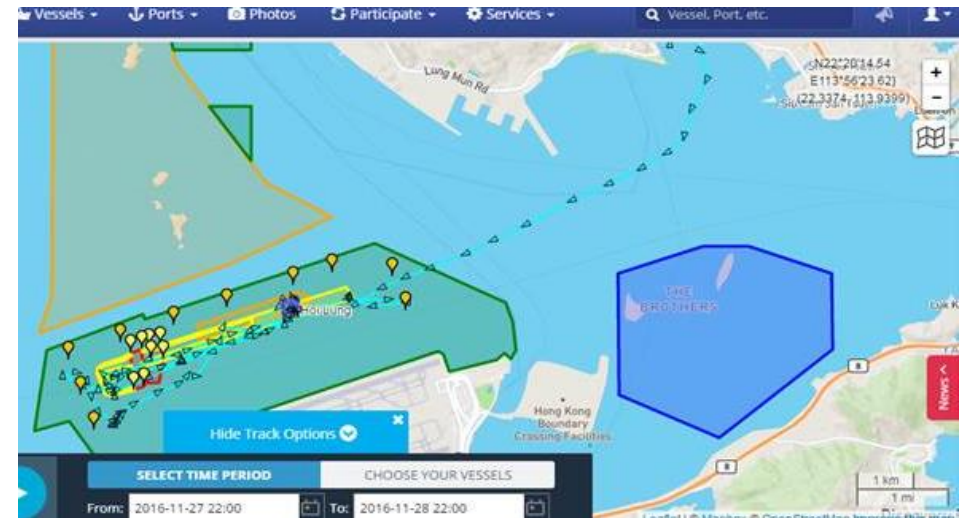 Vessels
Ports
Photos
Participate
Services
Vessel, Port, etc.
Lung Mun Rd
N22°20'14.54
E113°56'23.62)
(22.3374, 113.9399)
+
−
THE
BROTHERS
8
News
Hong Kong
Boundary
Crossing Facilities
Hide Track Options
8
SELECT TIME PERIOD
CHOOSE YOUR VESSELS
1 km
1 mi
From: 2016-11-27 22:00
To: 2016-11-28 22:00